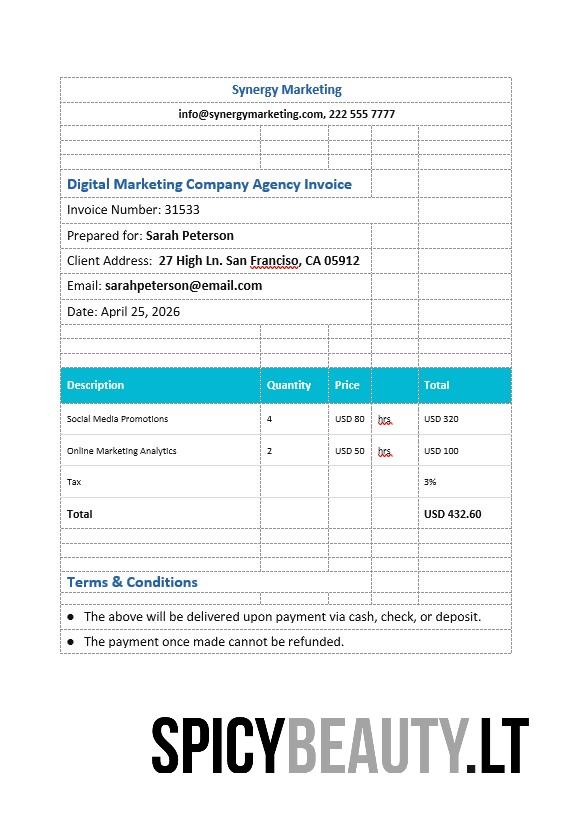 Synergy Marketing
info@synergymarketing.com, 222 555 7777
Digital Marketing Company Agency Invoice
Invoice Number: 31533
Prepared for: Sarah Peterson
Client Address: 27 High Ln. San Franciso, CA 05912
Email: sarahpeterson@email.com
Date: April 25, 2026
Description Quantity Price Total
Social Media Promotions 4 USD 80 hrs. USD 320
Online Marketing Analytics 2 USD 50 hrs. USD 100
Tax 3%
Total USD 432.60
Terms & Conditions
● The above will be delivered upon payment via cash, check, or deposit.
● The payment once made cannot be refunded.
SPICYBEAUTY.LT